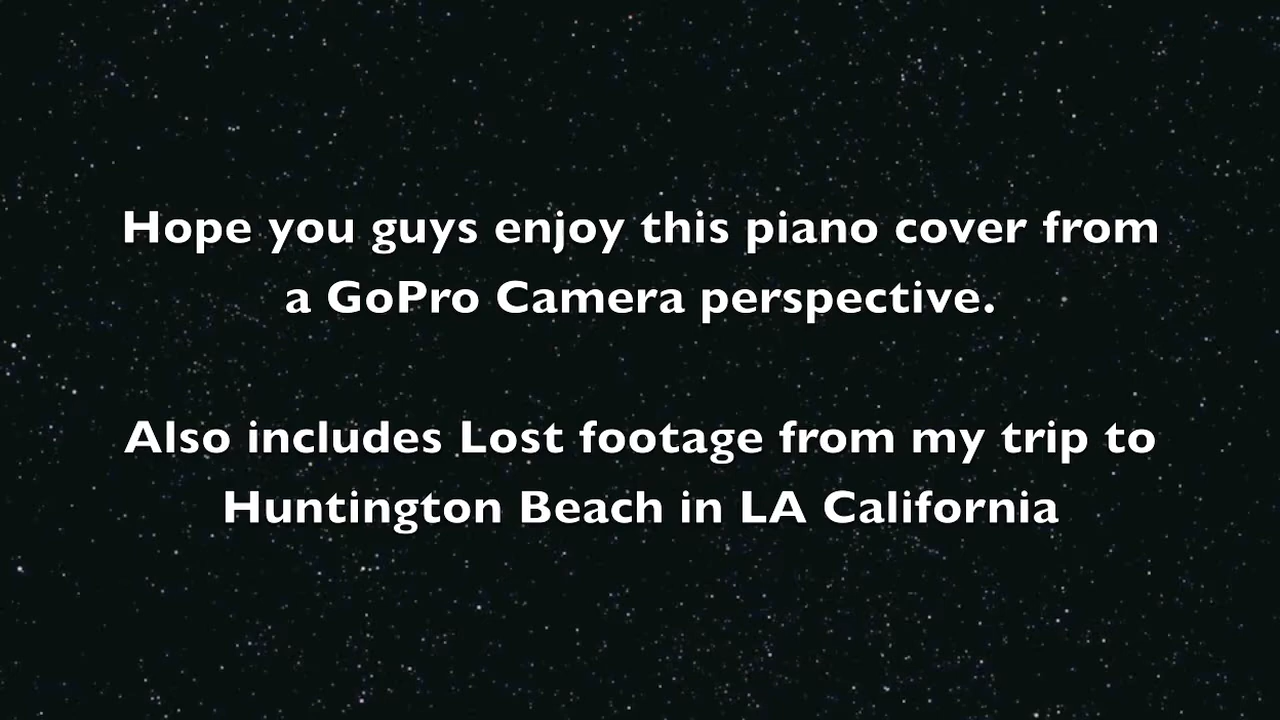 Hope you guys enjoy this piano cover from
a GoPro Camera perspective.
Also includes Lost footage from my trip to
Huntington Beach in LA California